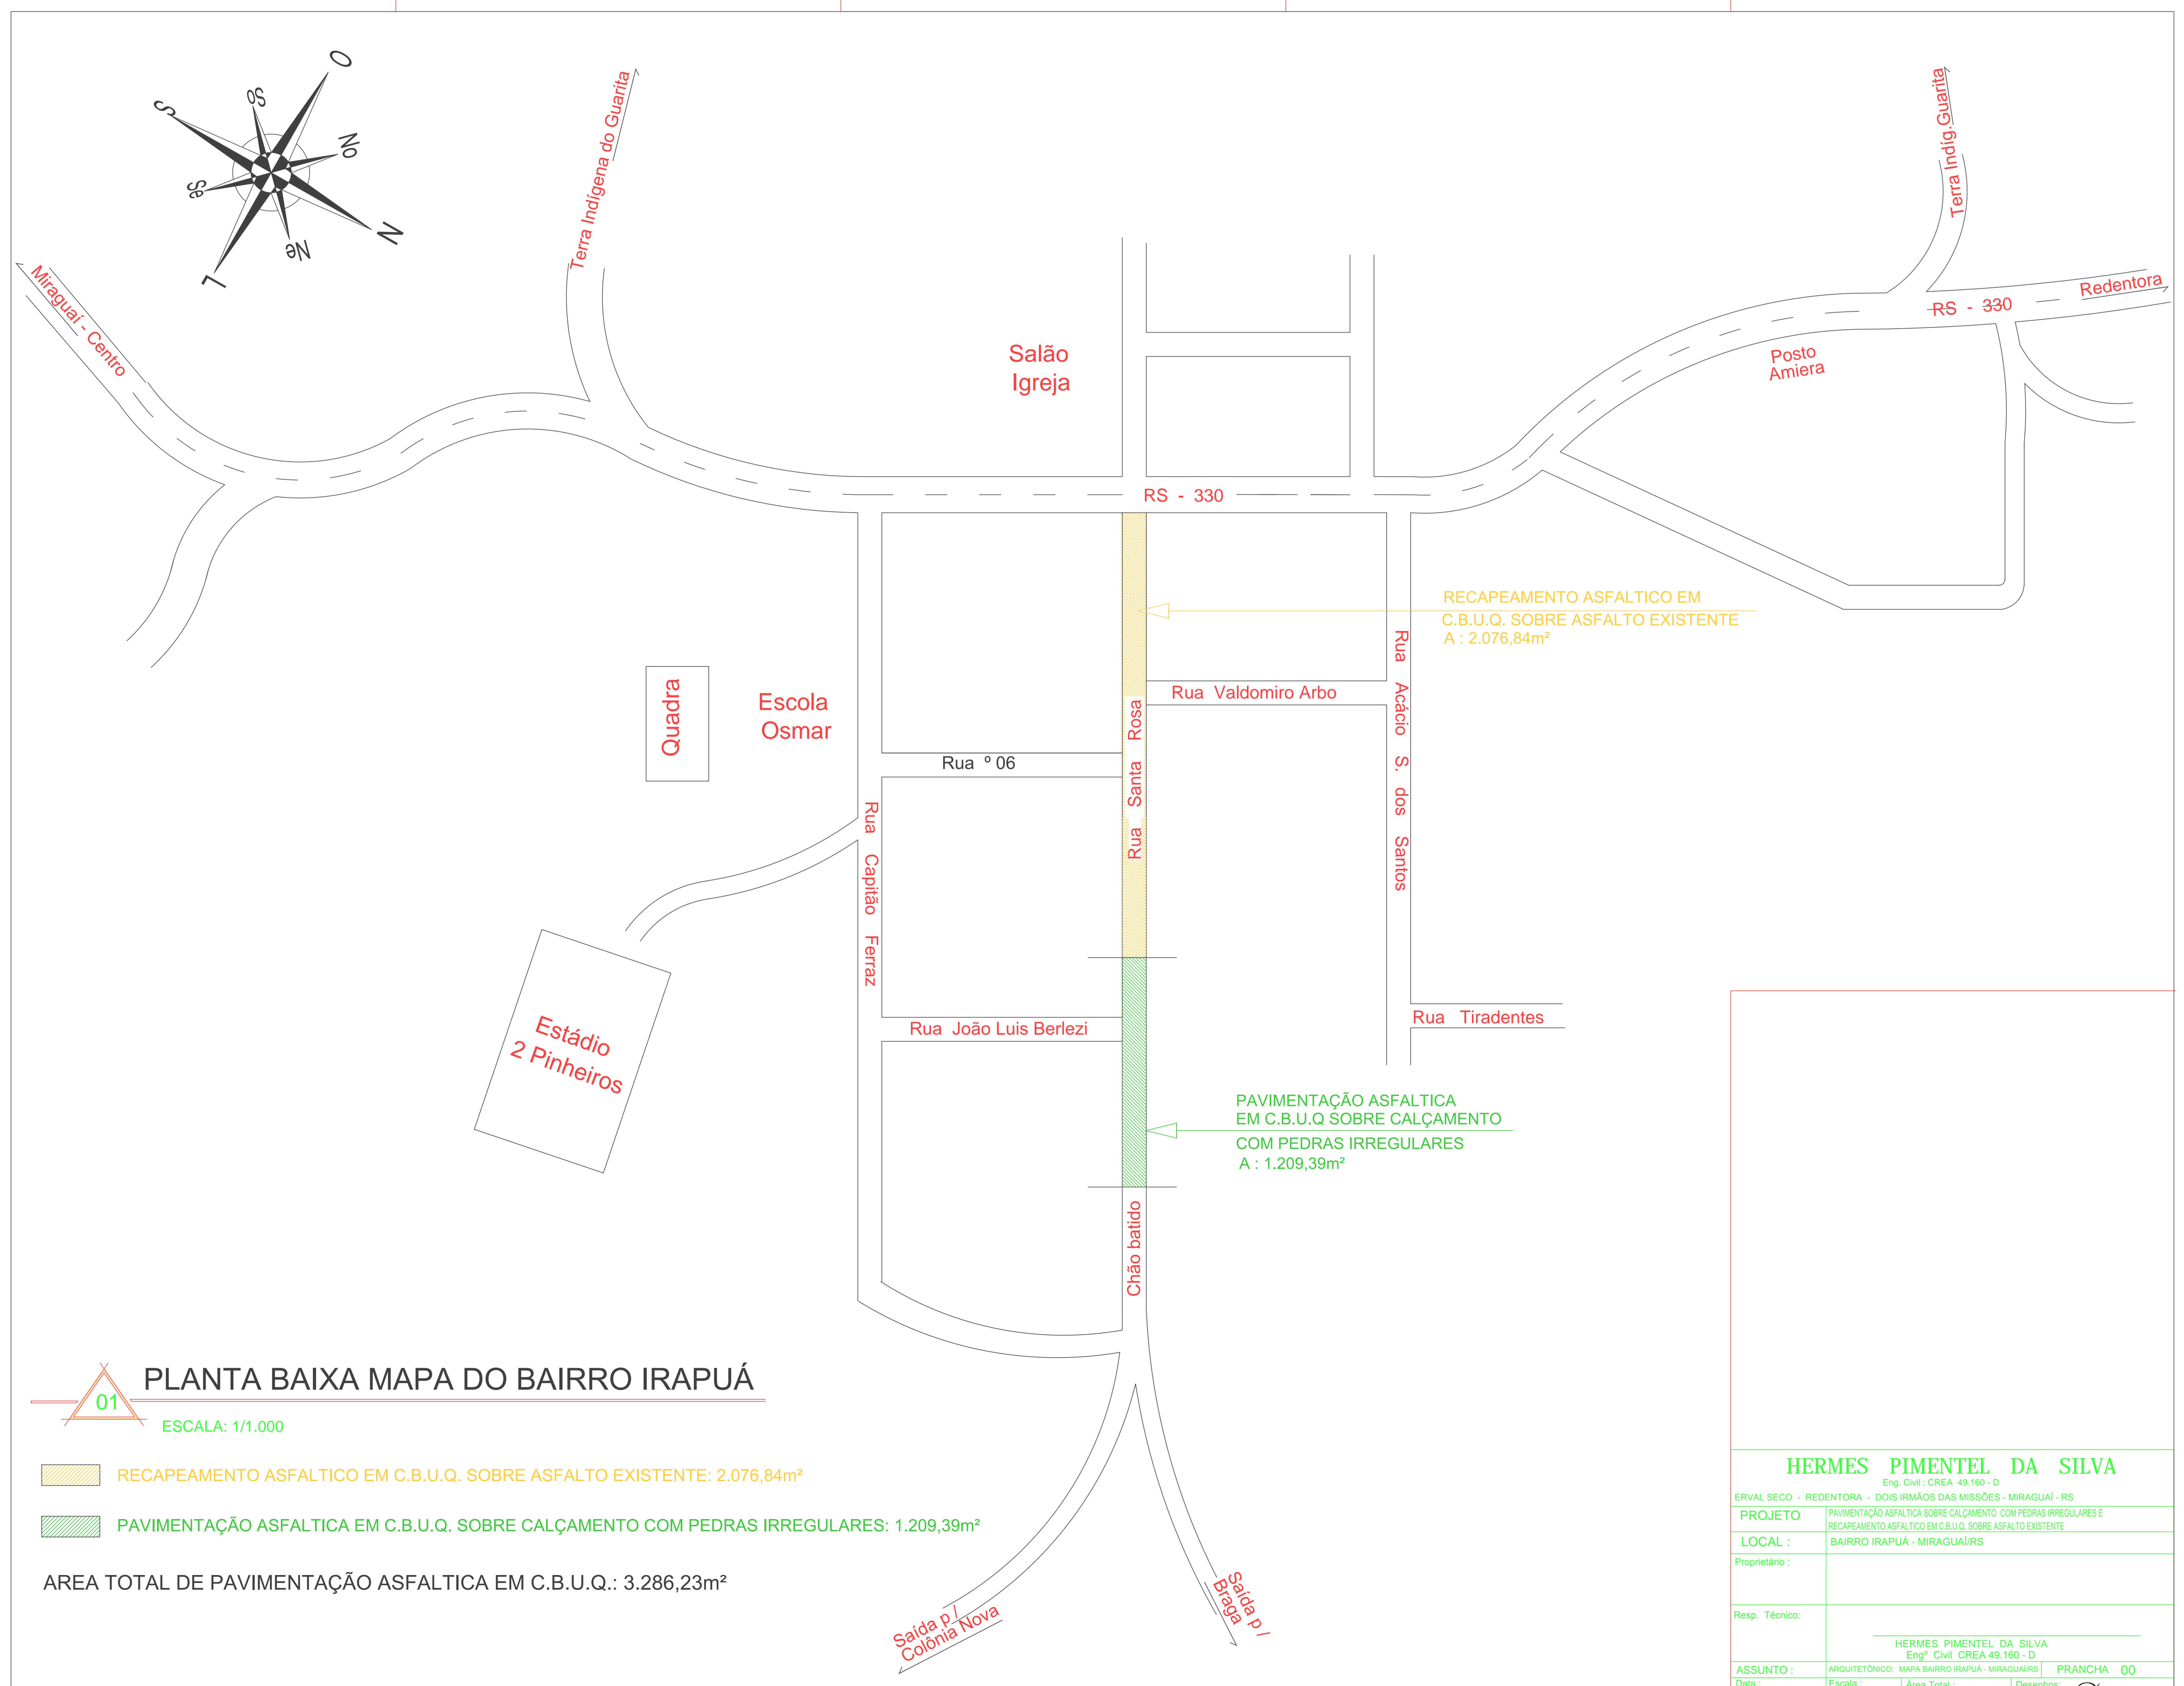 O
So
S
No
Se
Ne
N
L
Miraguaí - Centro
Terra Indígena do Guarita
Terra Indíg.Guarita
Redentora
RS - 330
Posto
Amiera
Salão
Igreja
RS - 330
RECAPEAMENTO ASFALTICO EM
C.B.U.Q. SOBRE ASFALTO EXISTENTE
A : 2.076,84m²
Quadra
Escola
Osmar
Rua Valdomiro Arbo
Rua º 06
Rua Santa Rosa
Rua Acácio S. dos Santos
Rua Capitão Ferraz
Estádio
2 Pinheiros
Rua João Luis Berlezi
Rua Tiradentes
PAVIMENTAÇÃO ASFALTICA
EM C.B.U.Q SOBRE CALÇAMENTO
COM PEDRAS IRREGULARES
A : 1.209,39m²
Chão batido
Saída p /
Colônia Nova
Saída p /
Braga
01
PLANTA BAIXA MAPA DO BAIRRO IRAPUÁ
ESCALA: 1/1.000
RECAPEAMENTO ASFALTICO EM C.B.U.Q. SOBRE ASFALTO EXISTENTE: 2.076,84m²
PAVIMENTAÇÃO ASFALTICA EM C.B.U.Q. SOBRE CALÇAMENTO COM PEDRAS IRREGULARES: 1.209,39m²
AREA TOTAL DE PAVIMENTAÇÃO ASFALTICA EM C.B.U.Q.: 3.286,23m²
HERMES PIMENTEL DA SILVA
Eng. Civil : CREA 49.160 - D
ERVAL SECO - REDENTORA - DOIS IRMÃOS DAS MISSÕES - MIRAGUAÍ - RS
PROJETO
PAVIMENTAÇÃO ASFALTICA SOBRE CALÇAMENTO COM PEDRAS IRREGULARES E
RECAPEAMENTO ASFALTICO EM C.B.U.Q. SOBRE ASFALTO EXISTENTE
LOCAL :
BAIRRO IRAPUÁ - MIRAGUAÍ/RS
Proprietário :
Resp. Técnico:
HERMES PIMENTEL DA SILVA
Engº Civil CREA 49.160 - D
ASSUNTO :
ARQUITETÔNICO: MAPA BAIRRO IRAPUÁ - MIRAGUAÍ/RS
PRANCHA 00
Data :
Escala :
Área Total :
Desenhos: